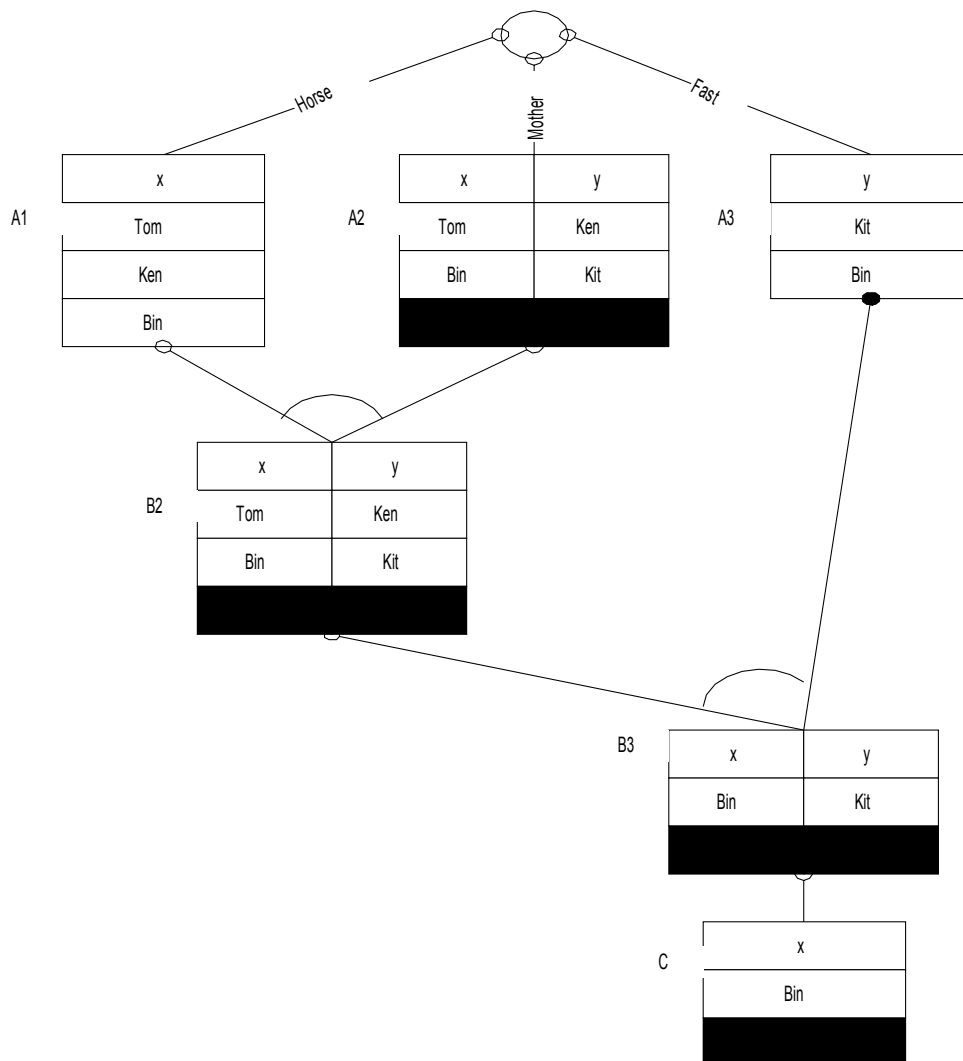 Horse
Mother
Fast
A1
x
Tom
Ken
Bin
A2
x y
Tom Ken
Bin Kit
A3
y
Kit
Bin
B2
x y
Tom Ken
Bin Kit
B3
x y
Bin Kit
C
x
Bin